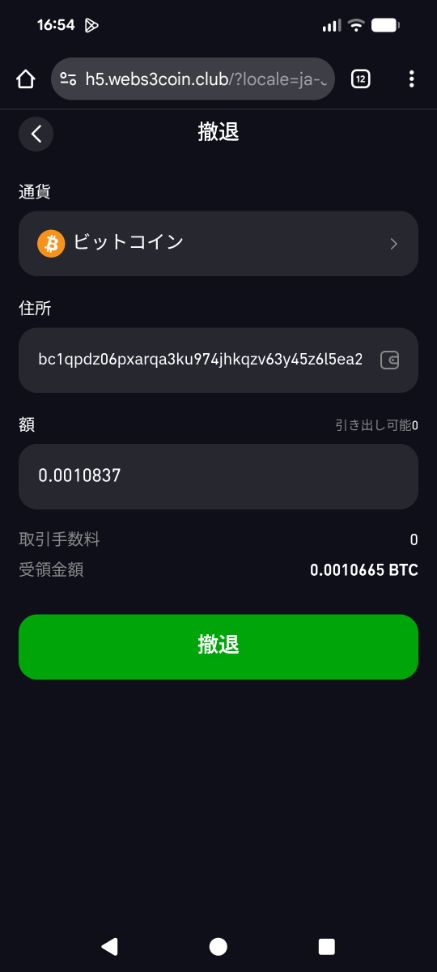 16:54
h5.webs3coin.club/?locale=ja-
12
撤退
通貨
ビットコイン
住所
bc1qpdz06pxarqa3ku974jhkqzv63y45z6l5ea2
額 引き出し可能0
0.0010837
取引手数料 0
受領金額 0.0010665 BTC
撤退